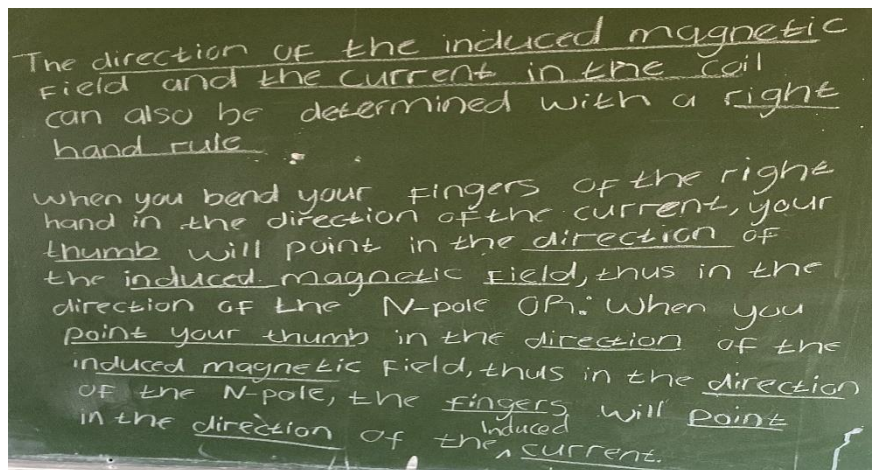 The direction of the induced magnetic
Field and the current in the coil
can also be determined with a right
hand rule
When you bend your Fingers of the right
hand in the direction of the current, your
thumb will point in the direction of
the induced magnetic Field, thus in the
direction of the N-pole OR: When you
point your thumb in the direction of the
induced magnetic Field, thus in the direction
of the N-pole, the fingers will point
in the direction of the induced current.